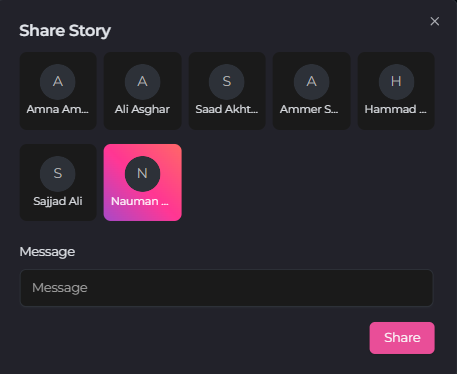 Share Story
A A S A H
Amna Am... Ali Asghar Saad Akht... Ammer S... Hammad ...
S N
Sajjad Ali Nauman ...
Message
Message
Share